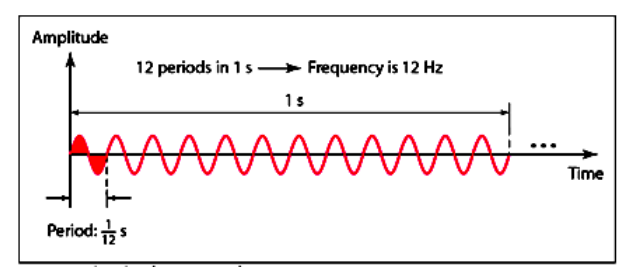 Amplitude
12 periods in 1 s → Frequency is 12 Hz
1 s
...
Time
Period: 1/12 s